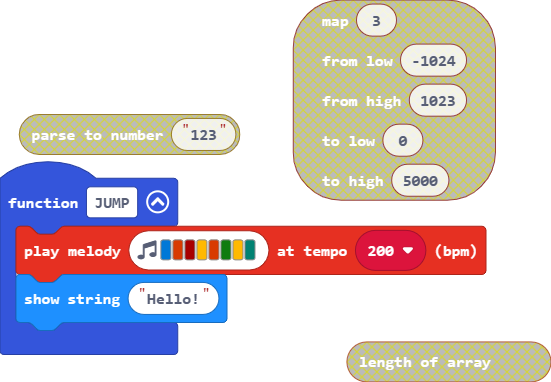 map 3
from low -1024
from high 1023
to low 0
to high 5000
parse to number "123"
function JUMP
play melody at tempo 200 (bpm)
show string "Hello!"
length of array